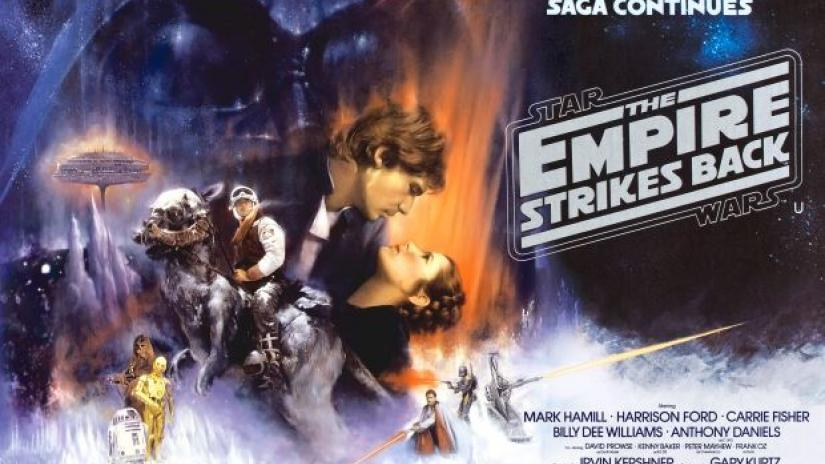 SAGA CONTINUES
STAR
THE
EMPIRE
STRIKES BACK
WARS U
Starring
MARK HAMILL · HARRISON FORD · CARRIE FISHER
BILLY DEE WILLIAMS · ANTHONY DANIELS
DAVID PROWSE · KENNY BAKER · PETER MAYHEW · FRANK OZ
IRVIN KERSHNER GARY KURTZ